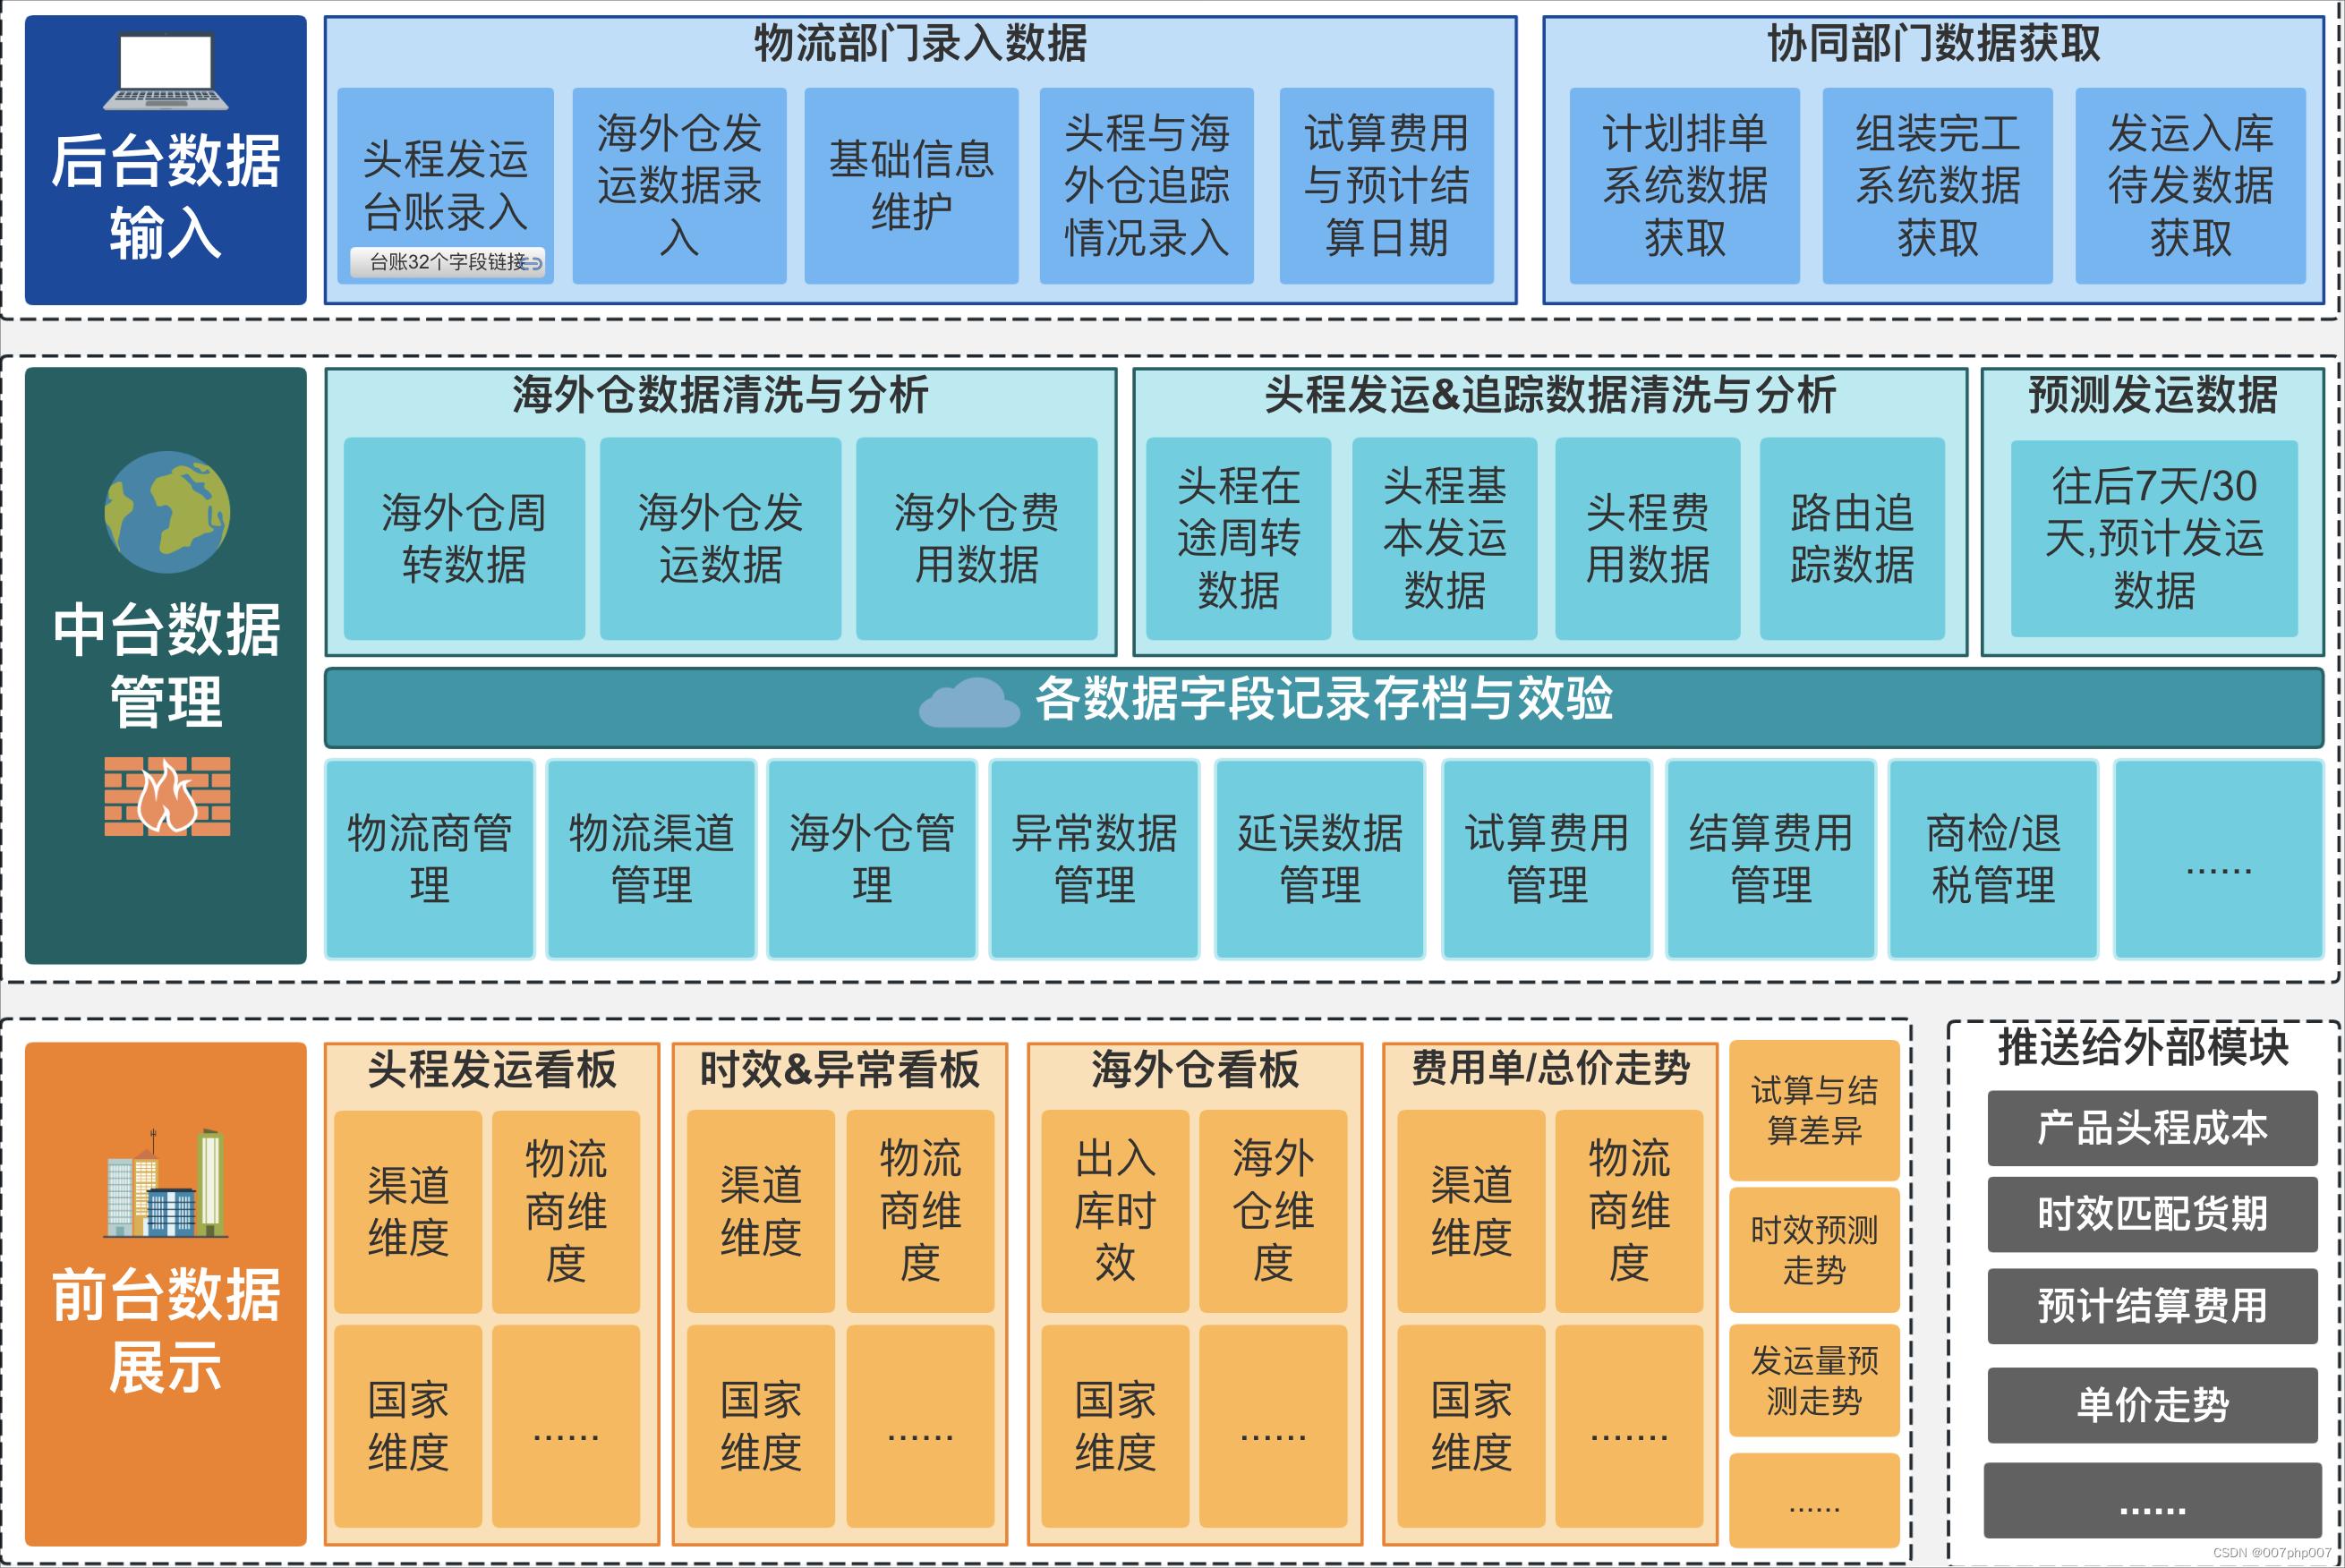 后台数据
输入
物流部门录入数据
头程发运
台账录入
台账32个字段链接
海外仓发
运数据录
入
基础信息
维护
头程与海
外仓追踪
情况录入
试算费用
与预计结
算日期
协同部门数据获取
计划排单
系统数据
获取
组装完工
系统数据
获取
发运入库
待发数据
获取
中台数据
管理
海外仓数据清洗与分析
海外仓周
转数据
海外仓发
运数据
海外仓费
用数据
头程发运&追踪数据清洗与分析
头程在
途周转
数据
头程基
本发运
数据
头程费
用数据
路由追
踪数据
预测发运数据
往后7天/30
天,预计发运
数据
各数据字段记录存档与效验
物流商管
理
物流渠道
管理
海外仓管
理
异常数据
管理
延误数据
管理
试算费用
管理
结算费用
管理
商检/退
税管理
......
前台数据
展示
头程发运看板
渠道
维度
物流
商维
度
国家
维度
......
时效&异常看板
渠道
维度
物流
商维
度
国家
维度
......
海外仓看板
出入
库时
效
海外
仓维
度
国家
维度
......
费用单/总价走势
渠道
维度
物流
商维
度
国家
维度
.......
试算与结
算差异
时效预测
走势
发运量预
测走势
......
推送给外部模块
产品头程成本
时效匹配货期
预计结算费用
单价走势
......
CSDN @007php007